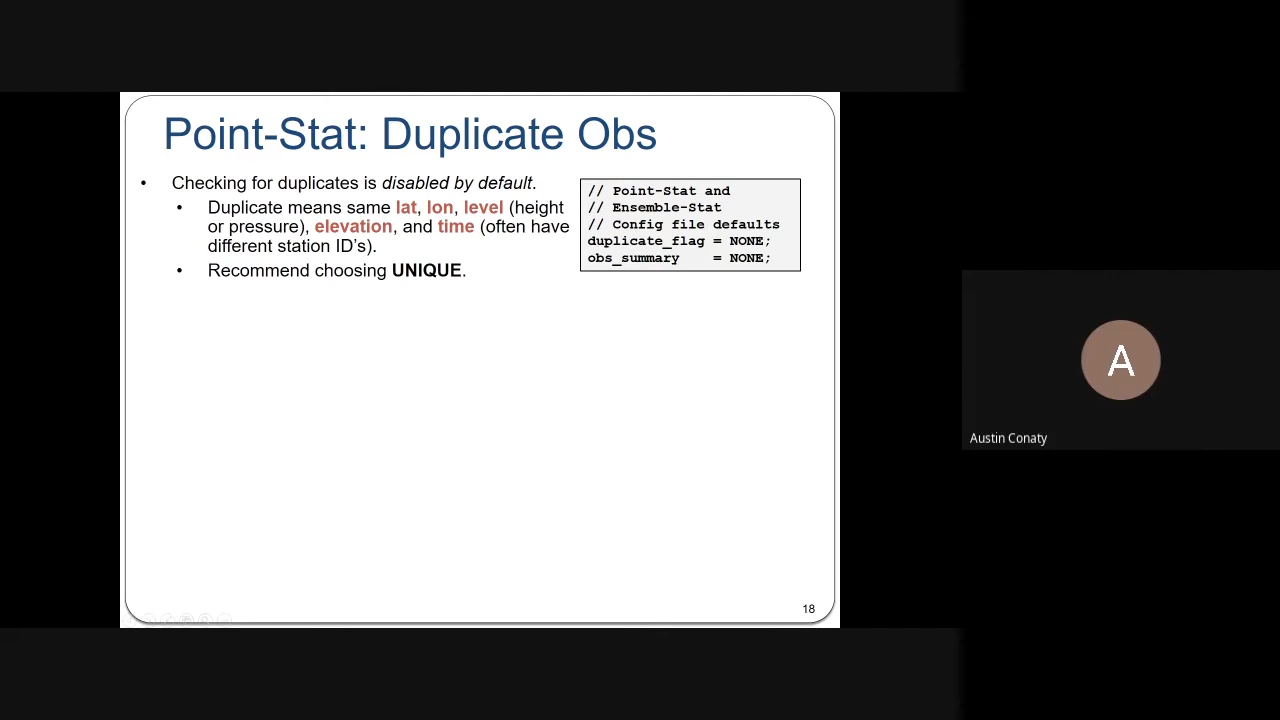 Point-Stat: Duplicate Obs
• Checking for duplicates is disabled by default.
• Duplicate means same lat, lon, level (height
or pressure), elevation, and time (often have
different station ID’s).
• Recommend choosing UNIQUE.
// Point-Stat and
// Ensemble-Stat
// Config file defaults
duplicate_flag = NONE;
obs_summary    = NONE;
18
A
Austin Conaty